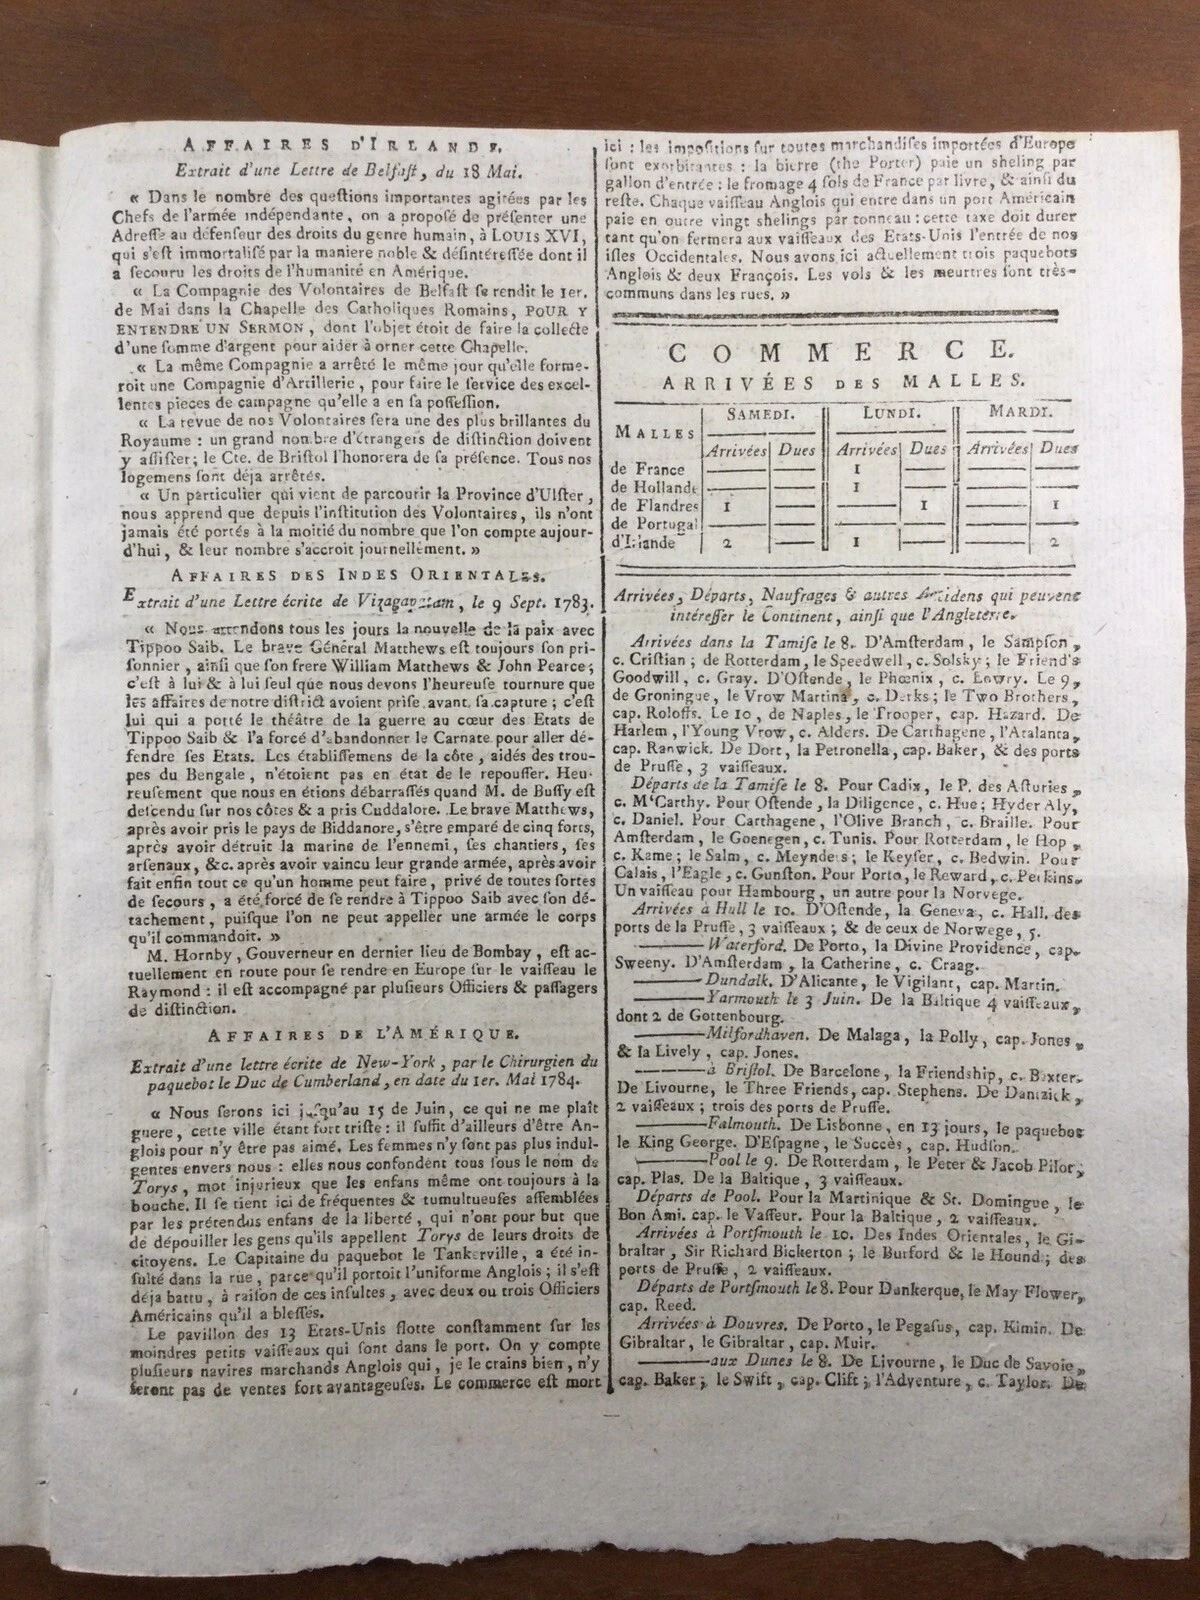 AFFAIRES D'IRLANDE.
Extrait d'une Lettre de Belfaſt, du 18 Mai.
« Dans le nombre des queſtions importantes agitées par les
Chefs de l'armée indépendante, on a propoſé de préſenter une
Adreſſe au défenſeur des droits du genre humain, à LOUIS XVI,
qui s'eſt immortaliſé par la maniere noble & déſintéreſſée dont il
a ſecouru les droits de l'humanité en Amérique.
« La Compagnie des Volontaires de Belfaſt ſe rendit le 1er.
de Mai dans la Chapelle des Catholiques Romains, POUR Y
ENTENDRE UN SERMON, dont l'objet étoit de faire la collecte
d'une ſomme d'argent pour aider à orner cette Chapelle.
« La même Compagnie a arrêté le même jour qu'elle forme-
roit une Compagnie d'Artillerie, pour faire le ſervice des excel-
lentes pieces de campagne qu'elle a en ſa poſſeſſion.
« La revue de nos Volontaires ſera une des plus brillantes du
Royaume : un grand nombre d'étrangers de diſtinction doivent
y aſſiſter; le Cte. de Briſtol l'honorera de ſa préſence. Tous nos
logemens ſont déja arrêtés.
« Un particulier qui vient de parcourir la Province d'Ulſter,
nous apprend que depuis l'inſtitution des Volontaires, ils n'ont
jamais été portés à la moitié du nombre que l'on compte aujour-
d'hui, & leur nombre s'accroit journellement. »
AFFAIRES DES INDES ORIENTALES.
Extrait d'une Lettre écrite de Vizagapatam, le 9 Sept. 1783.
« Nous attendons tous les jours la nouvelle de la paix avec
Tippoo Saib. Le brave Général Matthews eſt toujours ſon pri-
ſonnier, ainſi que ſon frere William Matthews & John Pearce;
c'eſt à lui & à lui ſeul que nous devons l'heureuſe tournure que
les affaires de notre diſtrict avoient priſe avant ſa capture; c'eſt
lui qui a potté le théâtre de la guerre au cœur des Etats de
Tippoo Saib & l'a forcé d'abandonner le Carnate pour aller dé-
fendre ſes Etats. Les établiſſemens de la côte, aidés des trou-
pes du Bengale, n'étoient pas en état de le repouſſer. Heu-
reuſement que nous en étions débarraſſés quand M. de Buſſy eſt
deſcendu ſur nos côtes & a pris Cuddalore. Le brave Matthews,
après avoir pris le pays de Biddanore, s'être emparé de cinq forts,
après avoir détruit la marine de l'ennemi, ſes chantiers, ſes
arſenaux, &c. après avoir vaincu leur grande armée, après avoir
fait enfin tout ce qu'un homme peut faire, privé de toutes ſortes
de ſecours, a été forcé de ſe rendre à Tippoo Saib avec ſon dé-
tachement, puiſque l'on ne peut appeller une armée le corps
qu'il commandoit. »
M. Hornby, Gouverneur en dernier lieu de Bombay, eſt ac-
tuellement en route pour ſe rendre en Europe ſur le vaiſſeau le
Raymond : il eſt accompagné par pluſieurs Officiers & paſſagers
de diſtinction.
AFFAIRES DE L'AMÉRIQUE.
Extrait d'une lettre écrite de New-York, par le Chirurgien du
paquebot le Duc de Cumberland, en date du 1er. Mai 1784.
« Nous ſerons ici juſqu'au 15 de Juin, ce qui ne me plaît
guere, cette ville étant fort triſte : il ſuffit d'ailleurs d'être An-
glois pour n'y être pas aimé. Les femmes n'y ſont pas plus indul-
gentes envers nous : elles nous confondent tous ſous le nom de
Torys, mot injurieux que les enfans même ont toujours à la
bouche. Il ſe tient ici de fréquentes & tumultueuſes aſſemblées
par les prétendus enfans de la liberté, qui n'ont pour but que
de dépouiller les gens qu'ils appellent Torys de leurs droits de
citoyens. Le Capitaine du paquebot le Tankerville, a été in-
ſulté dans la rue, parce qu'il portoit l'uniforme Anglois; il s'eſt
déja battu, à raiſon de ces inſultes, avec deux ou trois Officiers
Américains qu'il a bleſſés.
Le pavillon des 13 Etats-Unis flotte conſtamment ſur les
moindres petits vaiſſeaux qui ſont dans le port. On y compte
pluſieurs navires marchands Anglois qui, je le crains bien, n'y
ſeront pas de ventes fort avantageuſes. Le commerce eſt mort
ici : les impoſitions ſur toutes marchandiſes importées d'Europe
ſont exorbitantes : la bierre (the Porter) paie un sheling par
gallon d'entrée : le fromage 4 ſols de France par livre, & ainſi du
reſte. Chaque vaiſſeau Anglois qui entre dans un port Américain
paie en outre vingt shelings par tonneau : cette taxe doit durer
tant qu'on fermera aux vaiſſeaux des Etats-Unis l'entrée de nos
iſles Occidentales. Nous avons ici actuellement trois paquebots
Anglois & deux François. Les vols & les meurtres ſont très-
communs dans les rues. »
COMMERCE.
ARRIVÉES DES MALLES.
MALLES SAMEDI. LUNDI. MARDI.
Arrivées Dues Arrivées Dues Arrivées Dues
de France 1
de Hollande 1
de Flandres 1 1 1
de Portugal
d'Irlande 2 1 2
Arrivées, Départs, Naufrages & autres Accidens qui peuvent
intéreſſer le Continent, ainſi que l'Angleterre.
Arrivées dans la Tamiſe le 8. D'Amſterdam, le Sampſon,
c. Criſtian; de Rotterdam, le Speedwell, c. Solsky; le Friend's
Goodwill, c. Gray. D'Oſtende, le Phœnix, c. Lowry. Le 9,
de Groningue, le Vrow Martina, c. Derks; le Two Brothers,
cap. Roloffs. Le 10, de Naples, le Trooper, cap. Hazard. De
Harlem, l'Young Vrow, c. Alders. De Carthagene, l'Atalanta,
cap. Ranwick. De Dort, la Petronella, cap. Baker, & des ports
de Pruſſe, 3 vaiſſeaux.
Départs de la Tamiſe le 8. Pour Cadix, le P. des Aſturies,
c. M'Carthy. Pour Oſtende, la Diligence, c. Hue; Hyder Aly,
c. Daniel. Pour Carthagene, l'Olive Branch, c. Braille. Pour
Amſterdam, le Goenegen, c. Tunis. Pour Rotterdam, le Hop,
c. Kame; le Salm, c. Meynders; le Keyſer, c. Bedwin. Pour
Calais, l'Eagle, c. Gunſton. Pour Porto, le Reward, c. Perkins.
Un vaiſſeau pour Hambourg, un autre pour la Norvege.
Arrivées à Hull le 10. D'Oſtende, la Geneva, c. Hall. des
ports de la Pruſſe, 3 vaiſſeaux; & de ceux de Norwege, 5.
———Waterford. De Porto, la Divine Providence, cap.
Sweeny. D'Amſterdam, la Catherine, c. Craag.
———Dundalk. D'Alicante, le Vigilant, cap. Martin.
———Yarmouth le 3 Juin. De la Baltique 4 vaiſſeaux,
dont 2 de Gottenbourg.
———Milfordhaven. De Malaga, la Polly, cap. Jones,
& la Lively, cap. Jones.
———à Briſtol. De Barcelone, la Friendship, c. Baxter.
De Livourne, le Three Friends, cap. Stephens. De Dantzick,
2 vaiſſeaux; trois des ports de Pruſſe.
———Falmouth. De Lisbonne, en 13 jours, le paquebot
le King George. D'Eſpagne, le Succès, cap. Hudſon.
———Pool le 9. De Rotterdam, le Peter & Jacob Pilor,
cap. Plas. De la Baltique, 3 vaiſſeaux.
Départs de Pool. Pour la Martinique & St. Domingue, le
Bon Ami. cap. le Vaſſeur. Pour la Baltique, 2 vaiſſeaux.
Arrivées à Portſmouth le 10. Des Indes Orientales, le Gi-
braltar, Sir Richard Bickerton; le Burford & le Hound; des
ports de Pruſſe, 2 vaiſſeaux.
Départs de Portſmouth le 8. Pour Dunkerque, le May Flower,
cap. Reed.
Arrivées à Douvres. De Porto, le Pegaſus, cap. Kimin. De
Gibraltar, le Gibraltar, cap. Muir.
———aux Dunes le 8. De Livourne, le Duc de Savoie,
cap. Baker; le Swift, cap. Clift; l'Adventure, c. Taylor. De